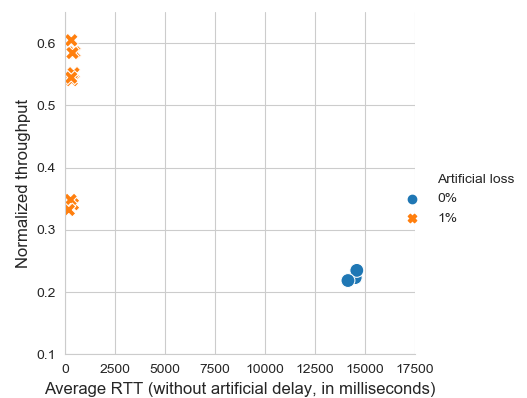 0.6
0.5
0.4
0.3
0.2
0.1
Normalized throughput
0 2500 5000 7500 10000 12500 15000 17500
Average RTT (without artificial delay, in milliseconds)
Artificial loss
0%
1%